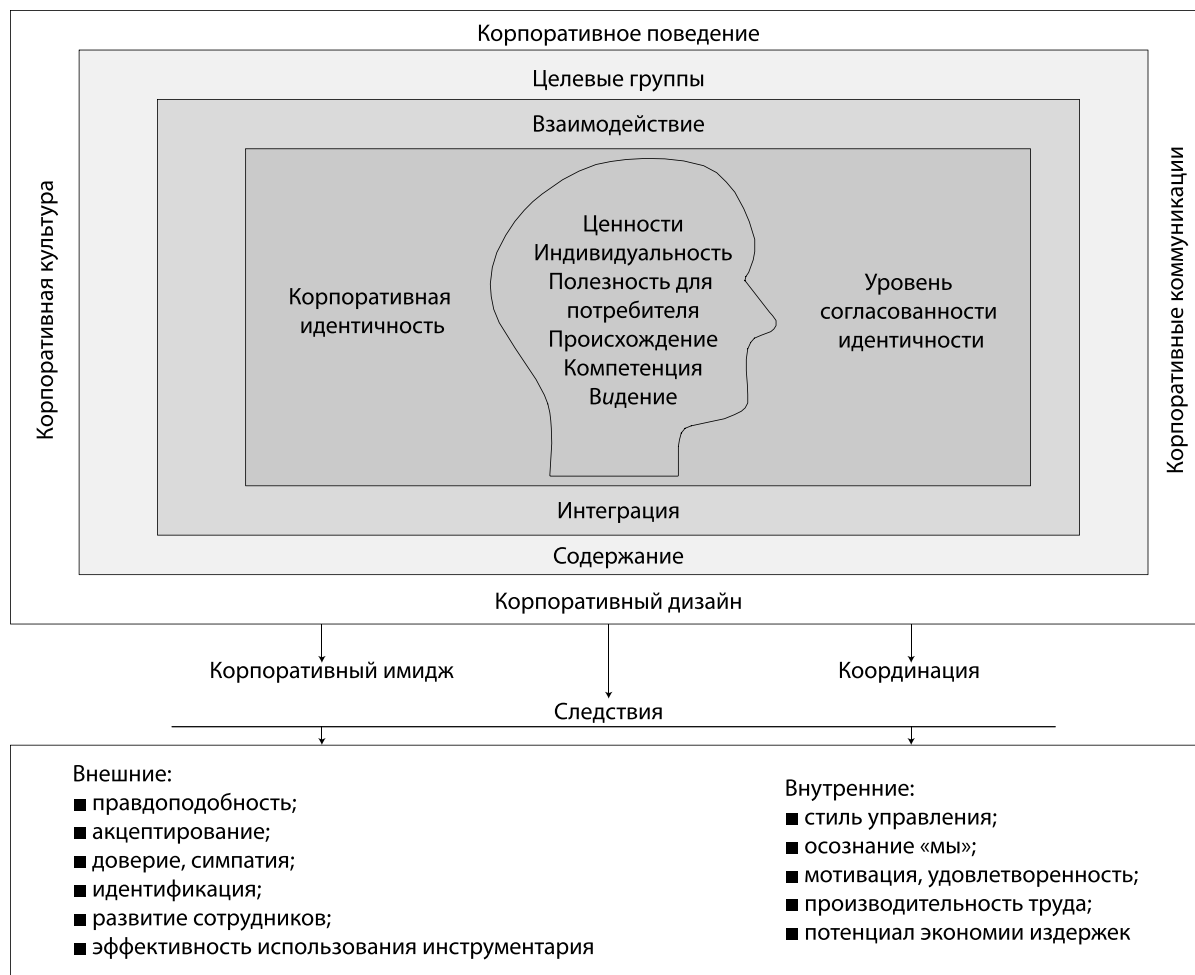 Корпоративное поведение
Целевые группы
Взаимодействие
Корпоративная культура
Корпоративная
идентичность
Ценности
Индивидуальность
Полезность для
потребителя
Происхождение
Компетенция
Видение
Уровень
согласованности
идентичности
Корпоративные коммуникации
Интеграция
Содержание
Корпоративный дизайн
Корпоративный имидж
Координация
Следствия
Внешние:
■ правдоподобность;
■ акцептирование;
■ доверие, симпатия;
■ идентификация;
■ развитие сотрудников;
■ эффективность использования инструментария
Внутренние:
■ стиль управления;
■ осознание «мы»;
■ мотивация, удовлетворенность;
■ производительность труда;
■ потенциал экономии издержек